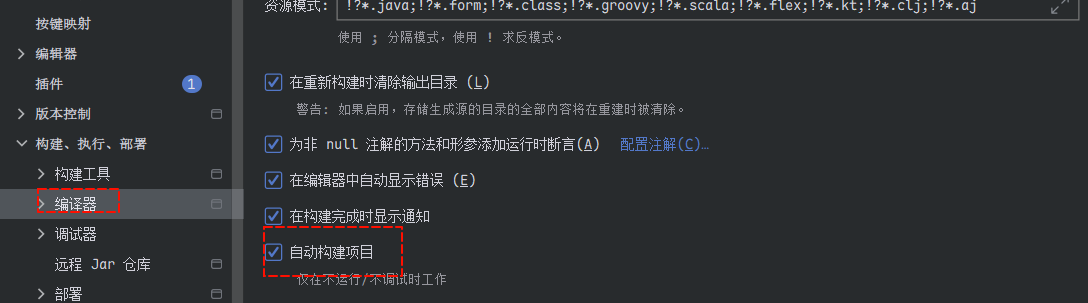 按键映射
编辑器
插件 1
版本控制
构建、执行、部署
构建工具
编译器
调试器
远程 Jar 仓库
部署
资源模式: !?*.java;!?*.form;!?*.class;!?*.groovy;!?*.scala;!?*.flex;!?*.kt;!?*.clj;!?*.aj
使用 ; 分隔模式，使用 ! 求反模式。
在重新构建时清除输出目录 (L)
警告: 如果启用，存储生成源的目录的全部内容将在重建时被清除。
为非 null 注解的方法和形参添加运行时断言(A) 配置注解(C)…
在编辑器中自动显示错误 (E)
在构建完成时显示通知
自动构建项目
仅在不运行/不调试时工作